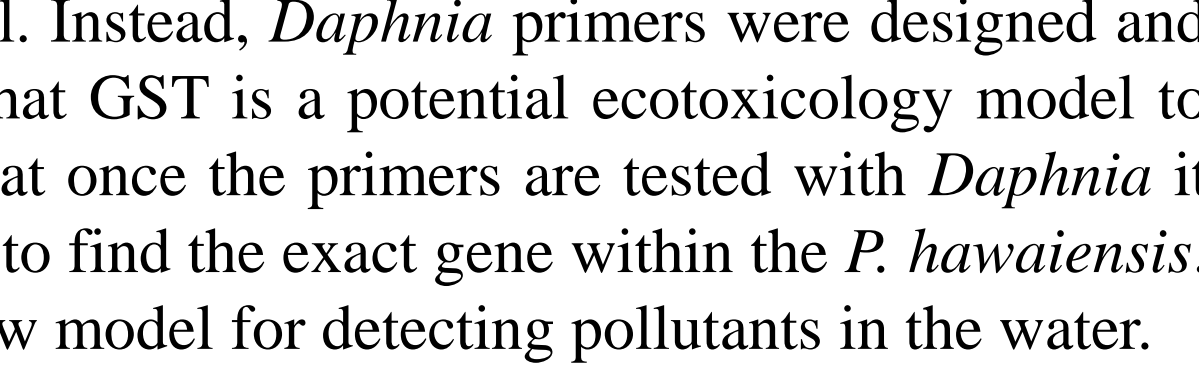 l. Instead, Daphnia primers were designed and
hat GST is a potential ecotoxicology model to
at once the primers are tested with Daphnia it
to find the exact gene within the P. hawaiensis.
w model for detecting pollutants in the water.